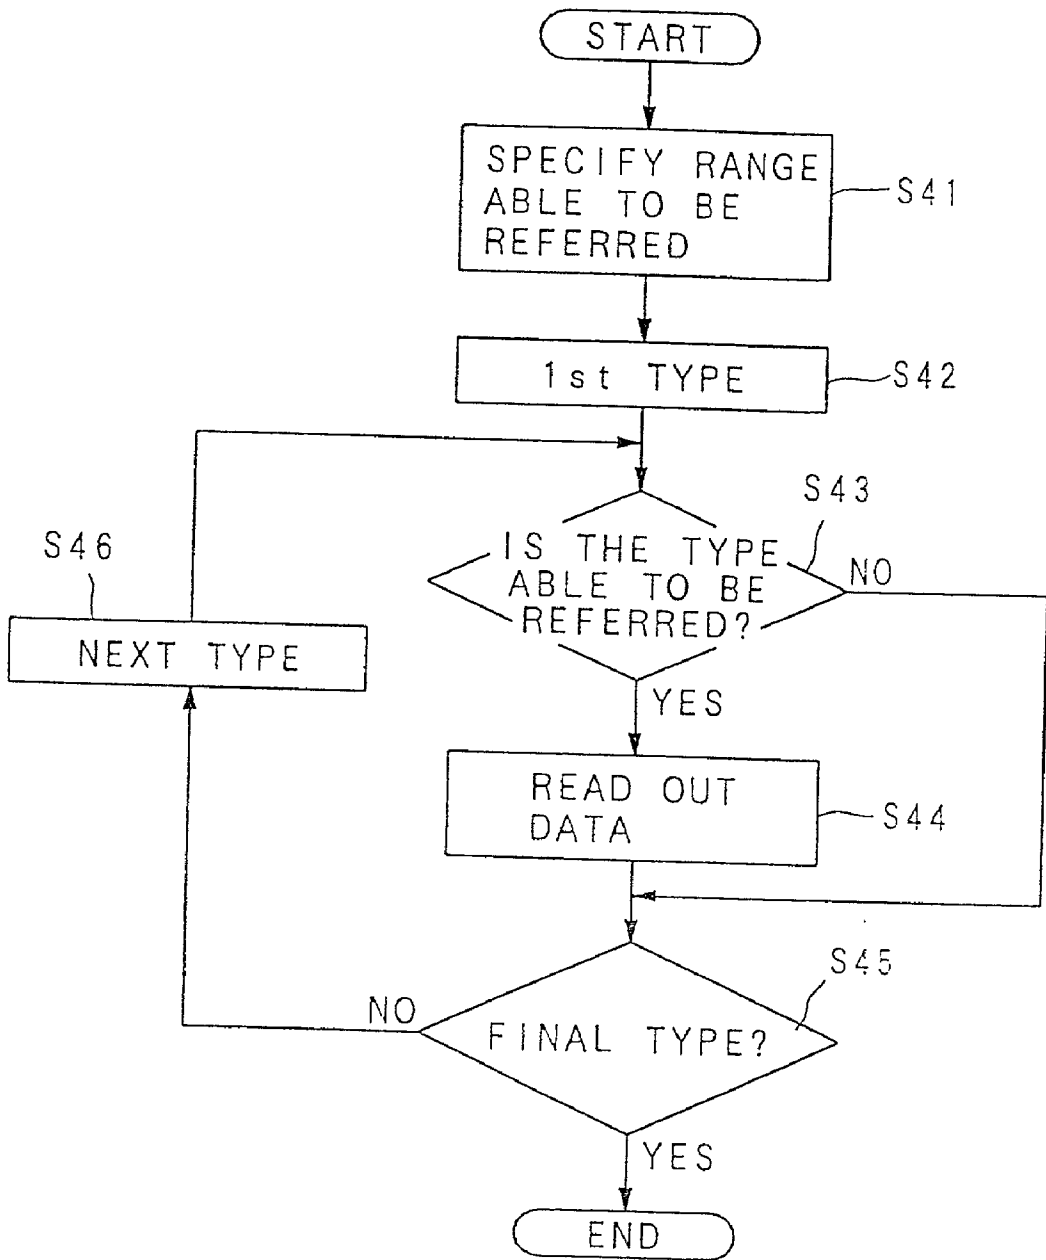 START
SPECIFY RANGE
ABLE TO BE
REFERRED
S41
1st TYPE
S42
S43
IS THE TYPE
ABLE TO BE
REFERRED?
NO
S46
NEXT TYPE
YES
READ OUT
DATA
S44
S45
NO
FINAL TYPE?
YES
END